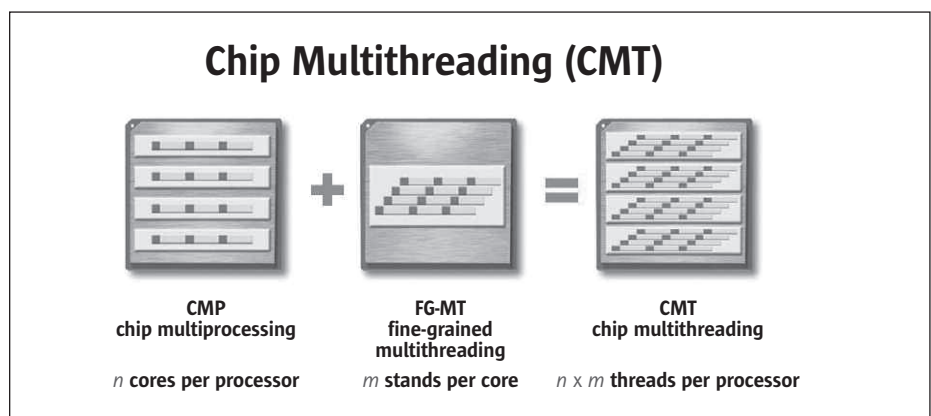 Chip Multithreading (CMT)
CMP
chip multiprocessing
n cores per processor
FG-MT
fine-grained
multithreading
m stands per core
CMT
chip multithreading
n x m threads per processor